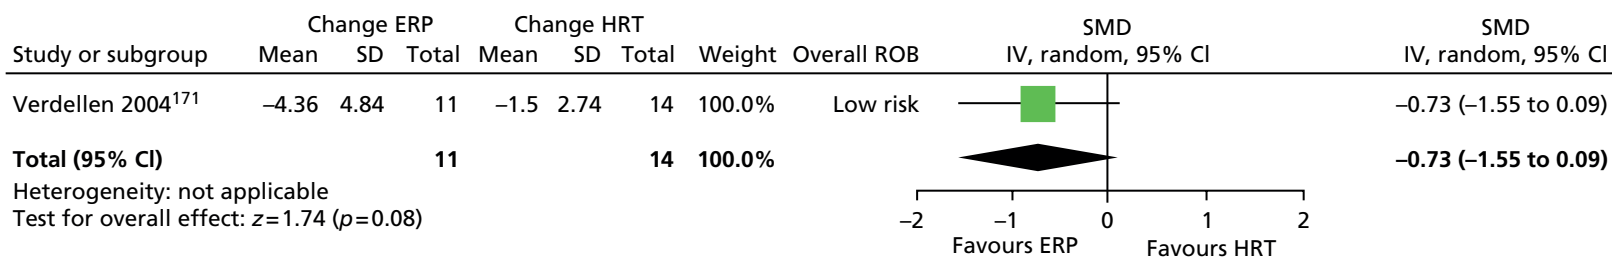 Change ERP Change HRT SMD SMD
Study or subgroup Mean SD Total Mean SD Total Weight Overall ROB IV, random, 95% CI IV, random, 95% CI
Verdellen 2004171 −4.36 4.84 11 −1.5 2.74 14 100.0% Low risk −0.73 (−1.55 to 0.09)
Total (95% CI) 11 14 100.0% −0.73 (−1.55 to 0.09)
Heterogeneity: not applicable
Test for overall effect: z=1.74 (p=0.08)
−2 −1 0 1 2
Favours ERP Favours HRT